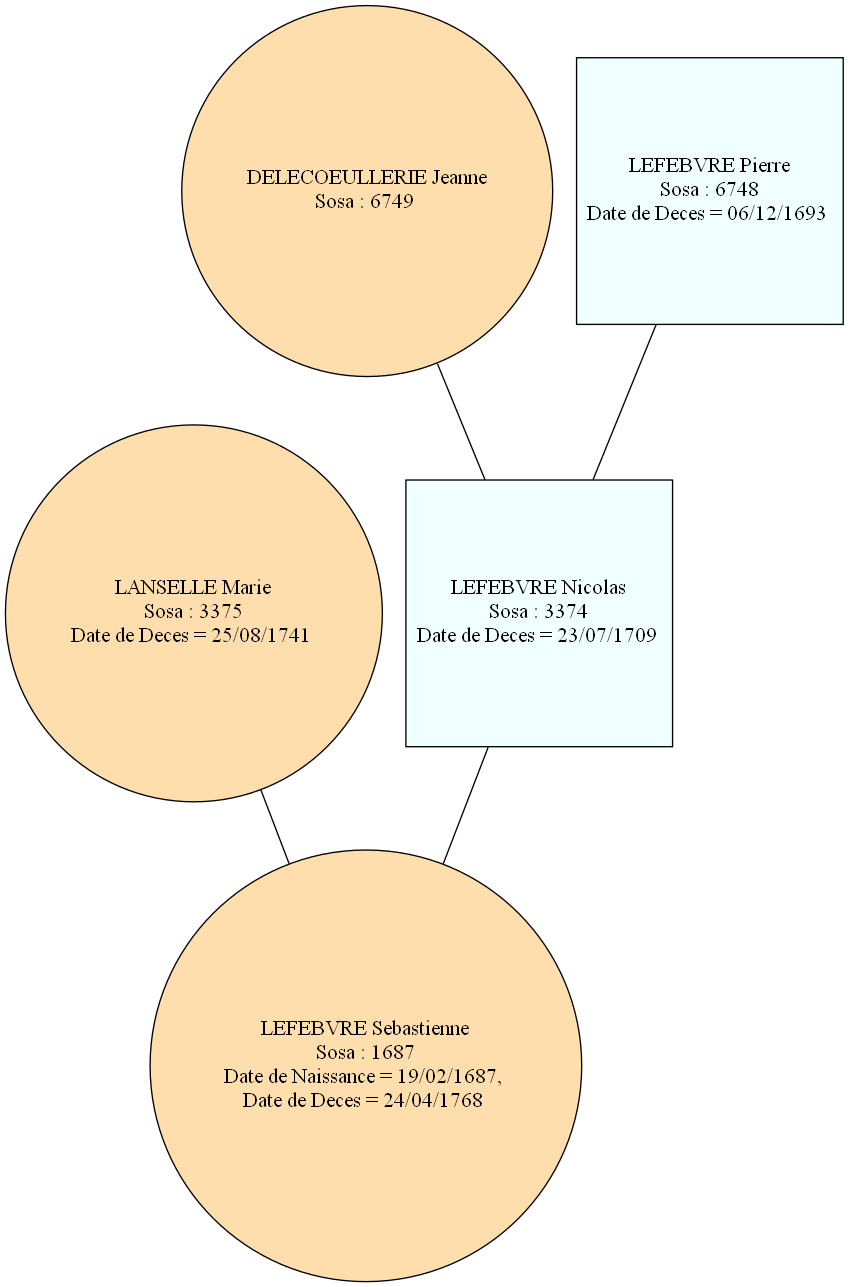 DELECOEULLERIE Jeanne
Sosa : 6749
LEFEBVRE Pierre
Sosa : 6748
Date de Deces = 06/12/1693
LANSELLE Marie
Sosa : 3375
Date de Deces = 25/08/1741
LEFEBVRE Nicolas
Sosa : 3374
Date de Deces = 23/07/1709
LEFEBVRE Sebastienne
Sosa : 1687
Date de Naissance = 19/02/1687,
Date de Deces = 24/04/1768